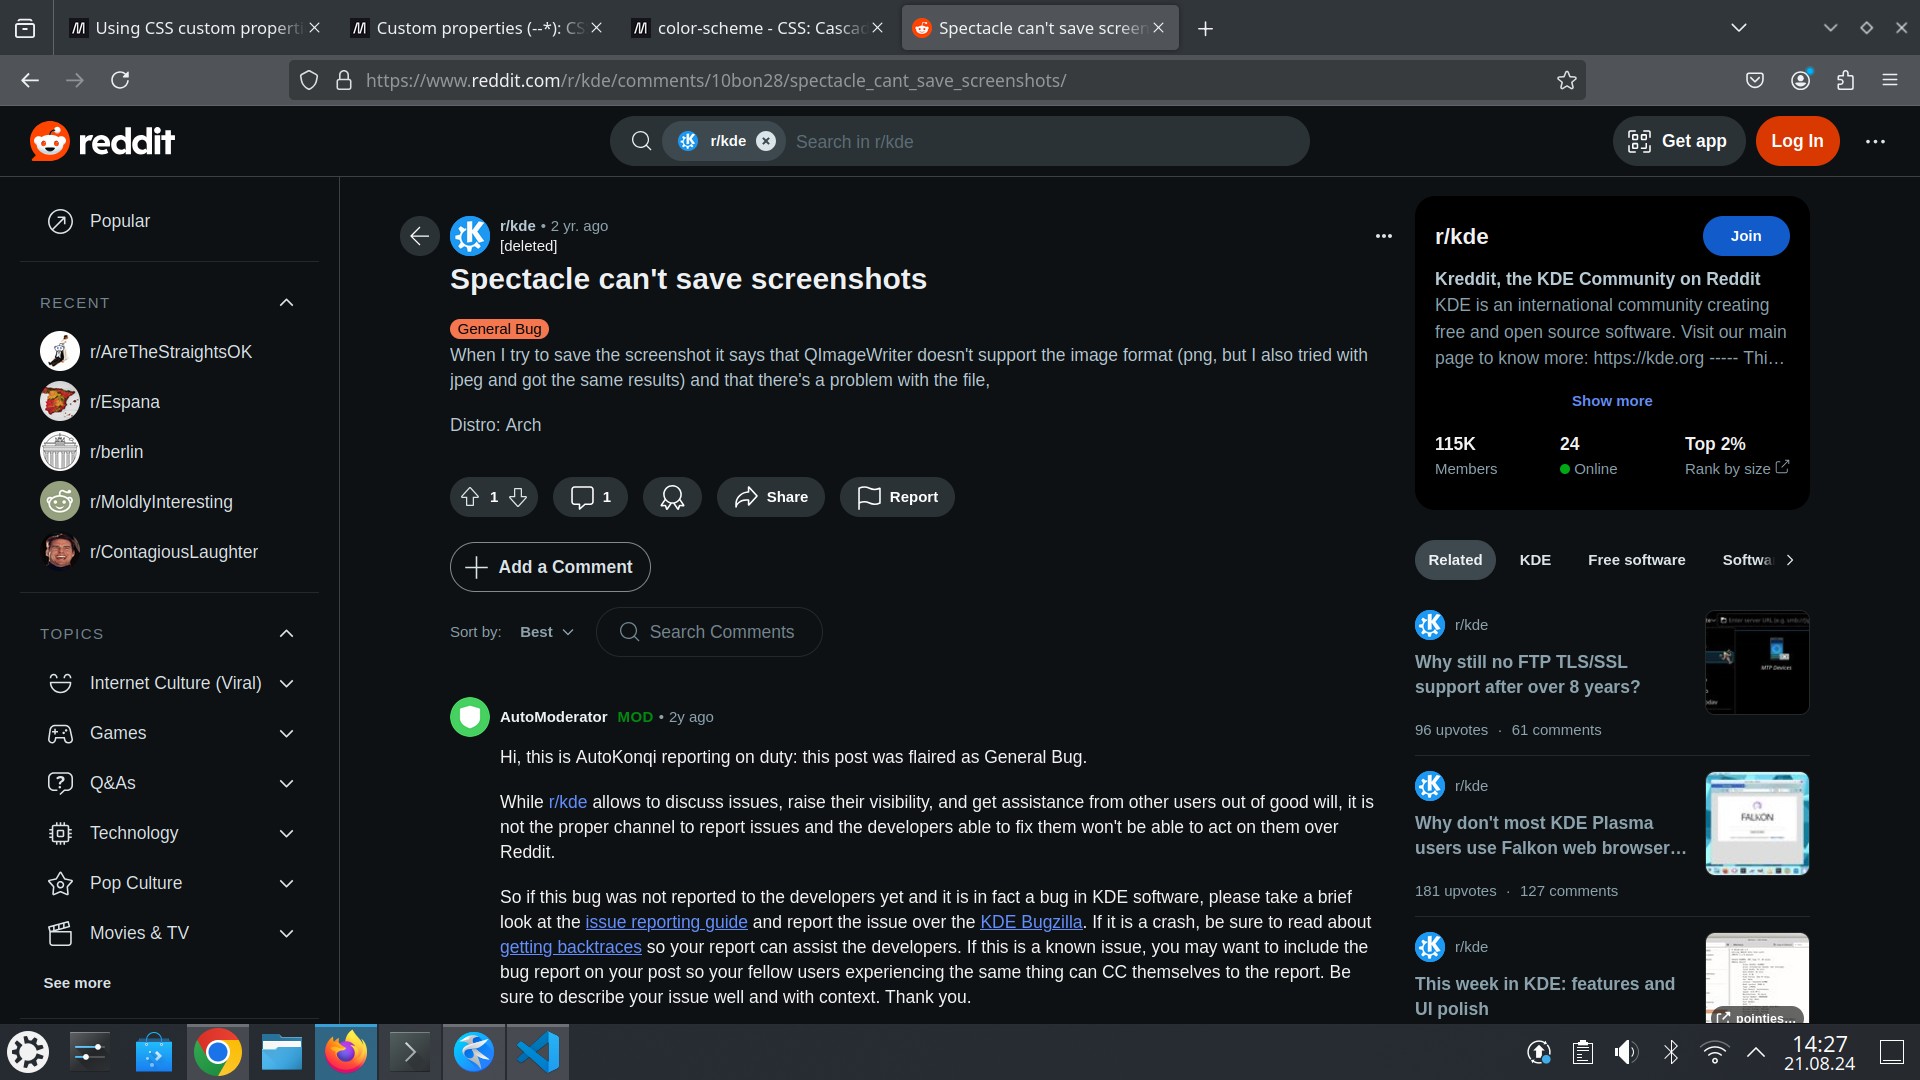 Using CSS custom properti
Custom properties (--*): CS
color-scheme - CSS: Cascad
Spectacle can't save screen
https://www.reddit.com/r/kde/comments/10bon28/spectacle_cant_save_screenshots/
reddit
r/kde
Search in r/kde
Get app
Log In
Popular
RECENT
r/AreTheStraightsOK
r/Espana
r/berlin
r/MoldlyInteresting
r/ContagiousLaughter
TOPICS
Internet Culture (Viral)
Games
Q&As
Technology
Pop Culture
Movies & TV
See more
r/kde • 2 yr. ago
[deleted]
Spectacle can't save screenshots
General Bug
When I try to save the screenshot it says that QImageWriter doesn't support the image format (png, but I also tried with
jpeg and got the same results) and that there's a problem with the file,
Distro: Arch
1
1
Share
Report
Add a Comment
Sort by: Best
Search Comments
AutoModerator MOD • 2y ago
Hi, this is AutoKonqi reporting on duty: this post was flaired as General Bug.
While r/kde allows to discuss issues, raise their visibility, and get assistance from other users out of good will, it is
not the proper channel to report issues and the developers able to fix them won't be able to act on them over
Reddit.
So if this bug was not reported to the developers yet and it is in fact a bug in KDE software, please take a brief
look at the issue reporting guide and report the issue over the KDE Bugzilla. If it is a crash, be sure to read about
getting backtraces so your report can assist the developers. If this is a known issue, you may want to include the
bug report on your post so your fellow users experiencing the same thing can CC themselves to the report. Be
sure to describe your issue well and with context. Thank you.
r/kde
Join
Kreddit, the KDE Community on Reddit
KDE is an international community creating
free and open source software. Visit our main
page to know more: https://kde.org ----- Thi…
Show more
115K
Members
24
Online
Top 2%
Rank by size
Related
KDE
Free software
Softwa
r/kde
Why still no FTP TLS/SSL
support after over 8 years?
MTP Devices
96 upvotes · 61 comments
r/kde
Why don't most KDE Plasma
users use Falkon web browser…
FALKON
181 upvotes · 127 comments
r/kde
This week in KDE: features and
UI polish
pointies...
14:27
21.08.24